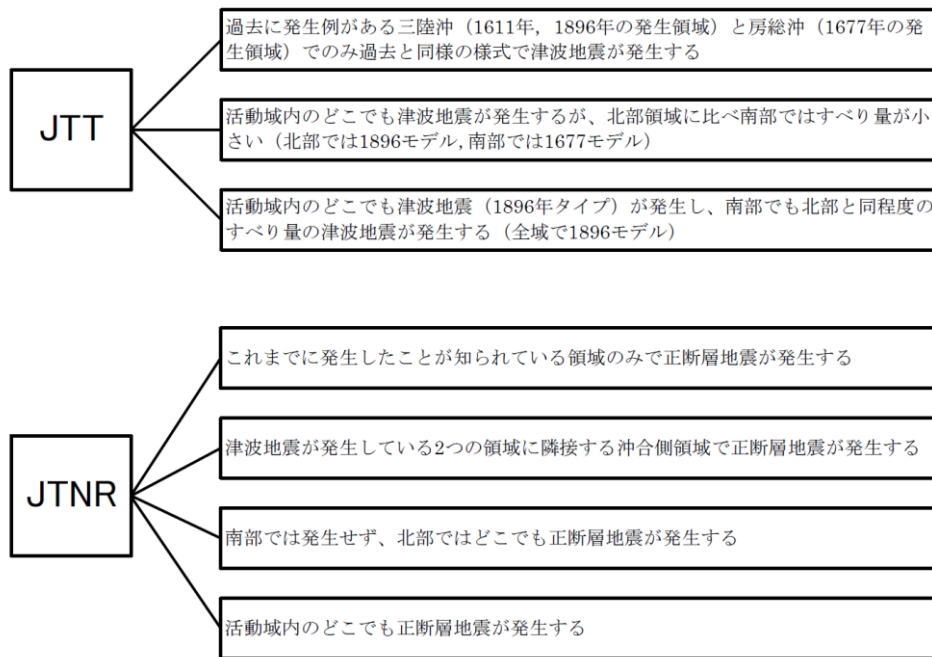 JTT
過去に発生例がある三陸沖（1611年，1896年の発生領域）と房総沖（1677年の発
生領域）でのみ過去と同様の様式で津波地震が発生する
活動域内のどこでも津波地震が発生するが、北部領域に比べ南部ではすべり量が小
さい（北部では1896モデル,南部では1677モデル）
活動域内のどこでも津波地震（1896年タイプ）が発生し、南部でも北部と同程度の
すべり量の津波地震が発生する（全域で1896モデル）
JTNR
これまでに発生したことが知られている領域のみで正断層地震が発生する
津波地震が発生している2つの領域に隣接する沖合側領域で正断層地震が発生する
南部では発生せず、北部ではどこでも正断層地震が発生する
活動域内のどこでも正断層地震が発生する